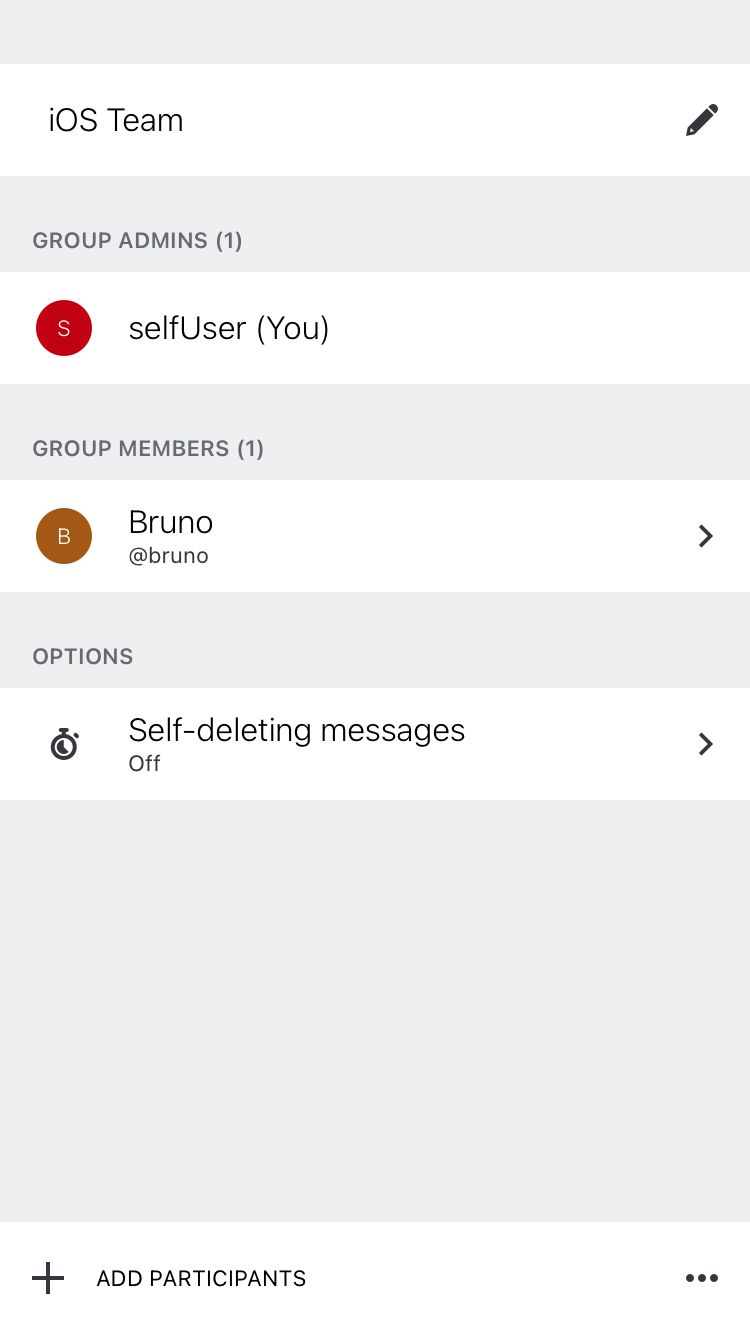 iOS Team
GROUP ADMINS (1)
S
selfUser (You)
GROUP MEMBERS (1)
B
Bruno
@bruno
OPTIONS
Self-deleting messages
Off
ADD PARTICIPANTS